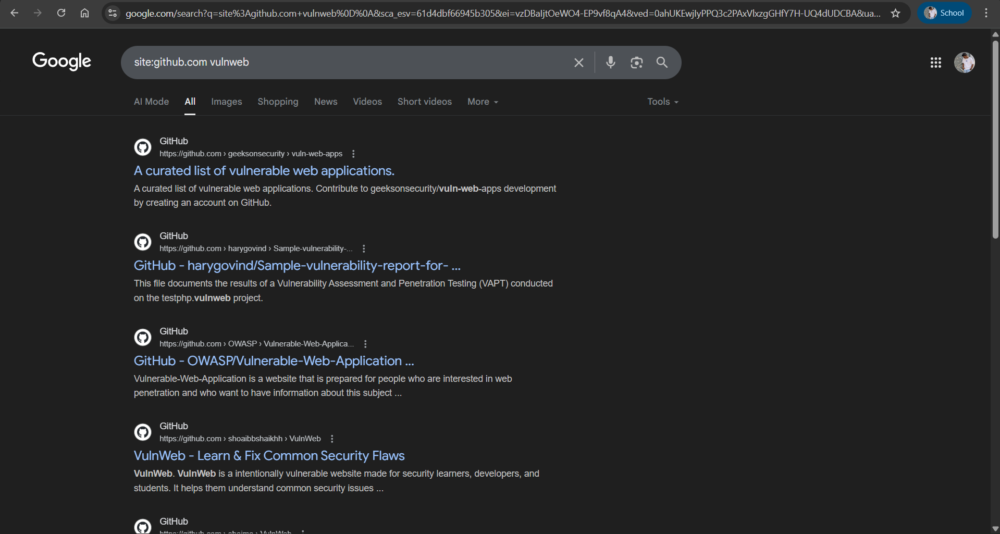 google.com/search?q=site%3Agithub.com+vulnweb%0D%0A&sca_esv=61d4dbf66945b305&ei=vzDBaIjtOeWO4-EP9vf8qA4&ved=0ahUKEwjIyPPQ3c2PAxVlxzgGHfY7H-UQ4dUDCBA&ua...
School
Google
site:github.com vulnweb
AI Mode
All
Images
Shopping
News
Videos
Short videos
More
Tools
GitHub
https://github.com › geeksonsecurity › vuln-web-apps
A curated list of vulnerable web applications.
A curated list of vulnerable web applications. Contribute to geeksonsecurity/vuln-web-apps development
by creating an account on GitHub.
GitHub
https://github.com › harygovind › Sample-vulnerability-...
GitHub - harygovind/Sample-vulnerability-report-for- ...
This file documents the results of a Vulnerability Assessment and Penetration Testing (VAPT) conducted
on the testphp.vulnweb project.
GitHub
https://github.com › OWASP › Vulnerable-Web-Applica...
GitHub - OWASP/Vulnerable-Web-Application ...
Vulnerable-Web-Application is a website that is prepared for people who are interested in web
penetration and who want to have information about this subject ...
GitHub
https://github.com › shoaibbshaikhh › VulnWeb
VulnWeb - Learn & Fix Common Security Flaws
VulnWeb. VulnWeb is a intentionally vulnerable website made for security learners, developers, and
students. It helps them understand common security issues ...
GitHub
https://github.com › › VulnWeb